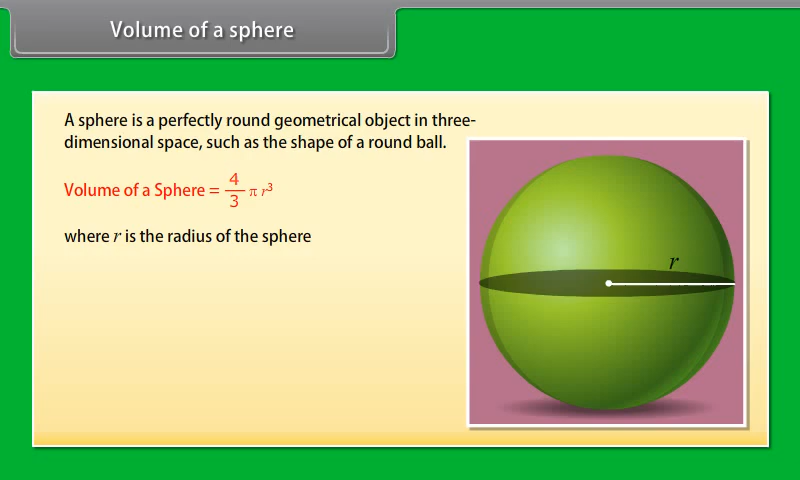 Volume of a sphere
A sphere is a perfectly round geometrical object in three-
dimensional space, such as the shape of a round ball.
Volume of a Sphere = 4/3 π r³
where r is the radius of the sphere
r